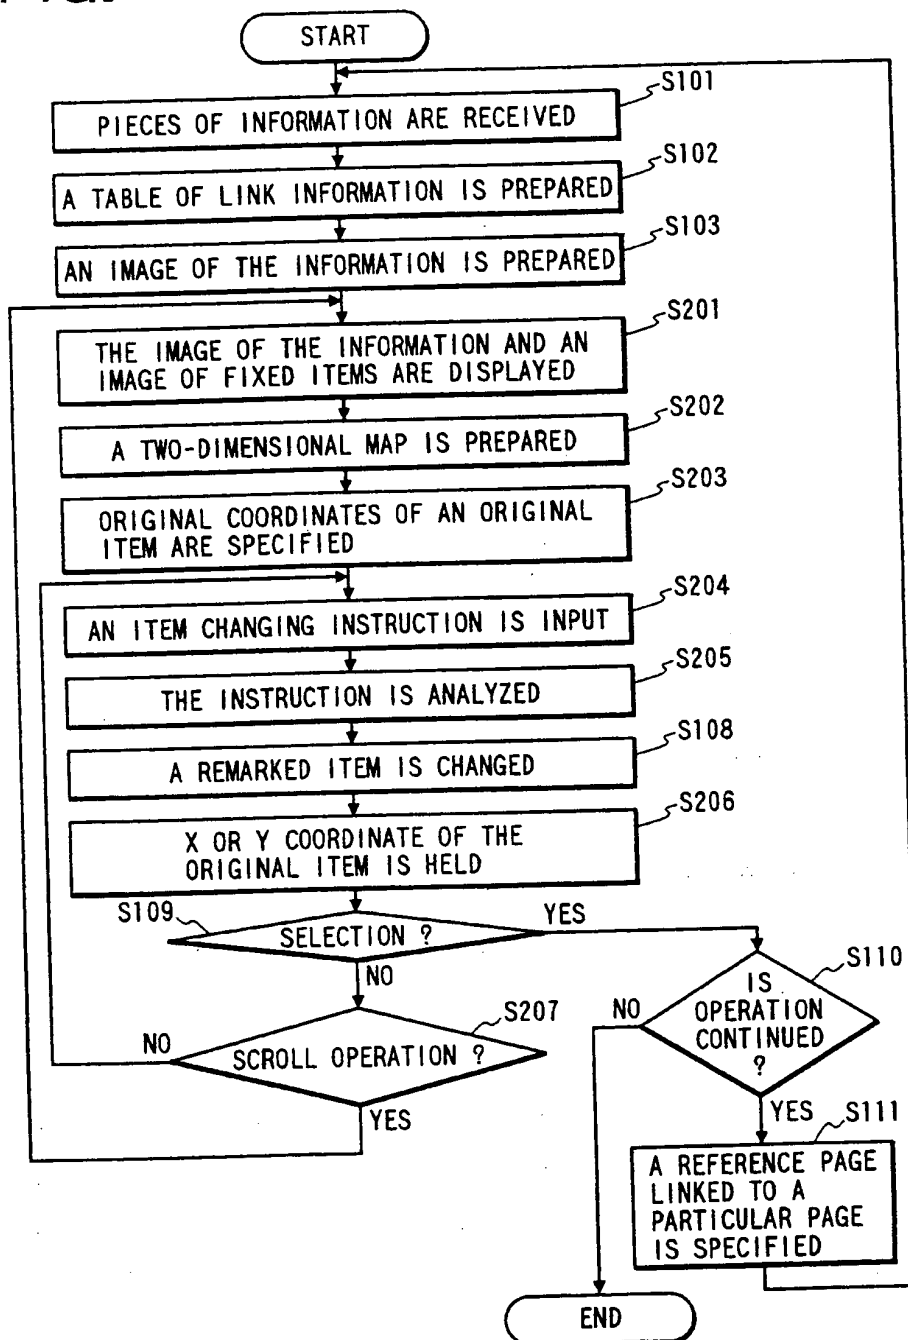 START
S101
PIECES OF INFORMATION ARE RECEIVED
S102
A TABLE OF LINK INFORMATION IS PREPARED
S103
AN IMAGE OF THE INFORMATION IS PREPARED
S201
THE IMAGE OF THE INFORMATION AND AN
IMAGE OF FIXED ITEMS ARE DISPLAYED
S202
A TWO-DIMENSIONAL MAP IS PREPARED
S203
ORIGINAL COORDINATES OF AN ORIGINAL
ITEM ARE SPECIFIED
S204
AN ITEM CHANGING INSTRUCTION IS INPUT
S205
THE INSTRUCTION IS ANALYZED
S108
A REMARKED ITEM IS CHANGED
S206
X OR Y COORDINATE OF THE
ORIGINAL ITEM IS HELD
S109
SELECTION ?
YES
NO
S110
IS
OPERATION
CONTINUED
?
NO
YES
S207
SCROLL OPERATION ?
NO
YES
S111
A REFERENCE PAGE
LINKED TO A
PARTICULAR PAGE
IS SPECIFIED
END